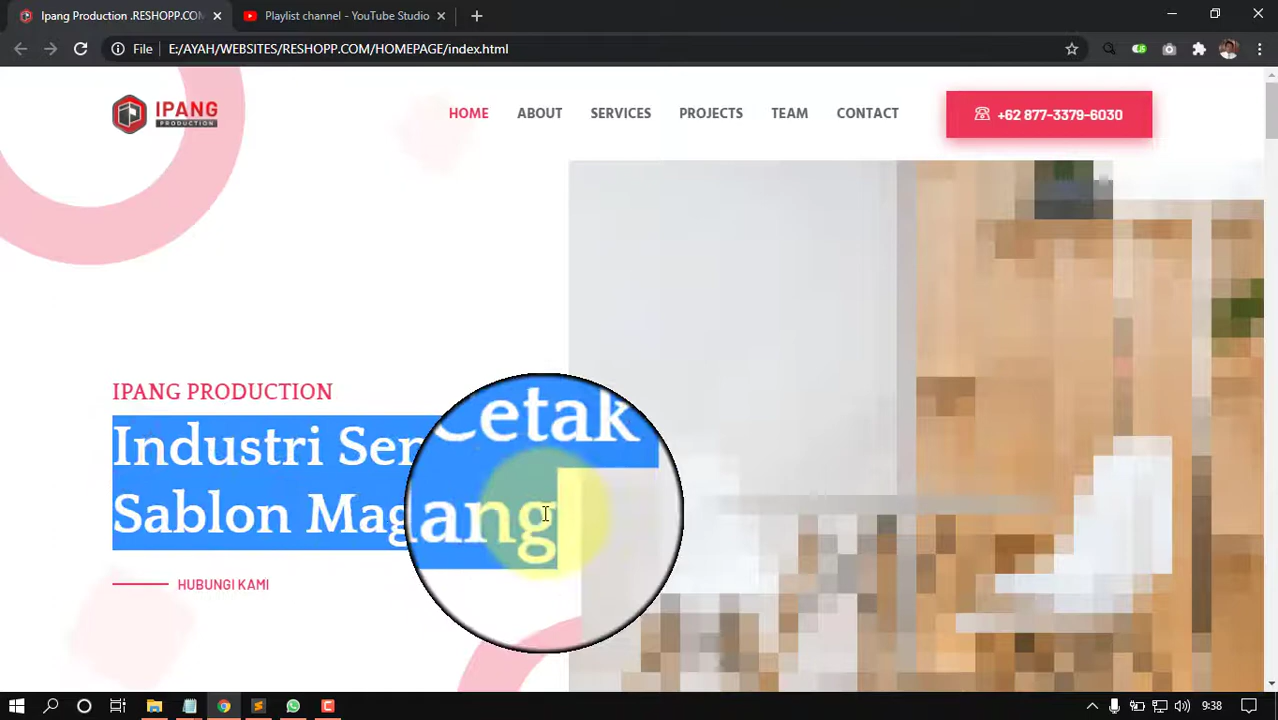 Ipang Production .RESHOPP.COM
Playlist channel - YouTube Studio
File E:/AYAH/WEBSITES/RESHOPP.COM/HOMEPAGE/index.html
IPANG
PRODUCTION
HOME ABOUT SERVICES PROJECTS TEAM CONTACT +62 877-3379-6030
IPANG PRODUCTION
Industri Ser Cetak
Sablon Magang
HUBUNGI KAMI
9:38